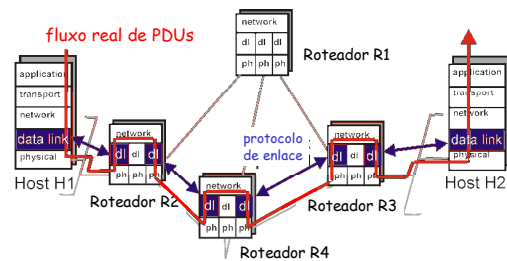 fluxo real de PDUs
network
dl dl dl
ph ph ph
Roteador R1
application
transport
network
data link
physical
Host H1
network
dl dl dl
ph ph ph
Roteador R2
protocolo
de enlace
network
dl dl dl
ph ph ph
Roteador R4
network
dl dl dl
ph ph ph
Roteador R3
application
transport
network
data link
physical
Host H2